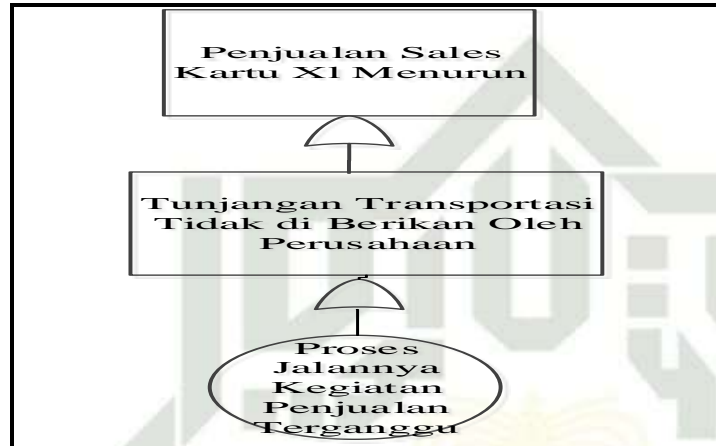 Penjualan Sales
Kartu Xl Menurun
Tunjangan Transportasi
Tidak di Berikan Oleh
Perusahaan
Proses
Jalannya
Kegiatan
Penjualan
Terganggu